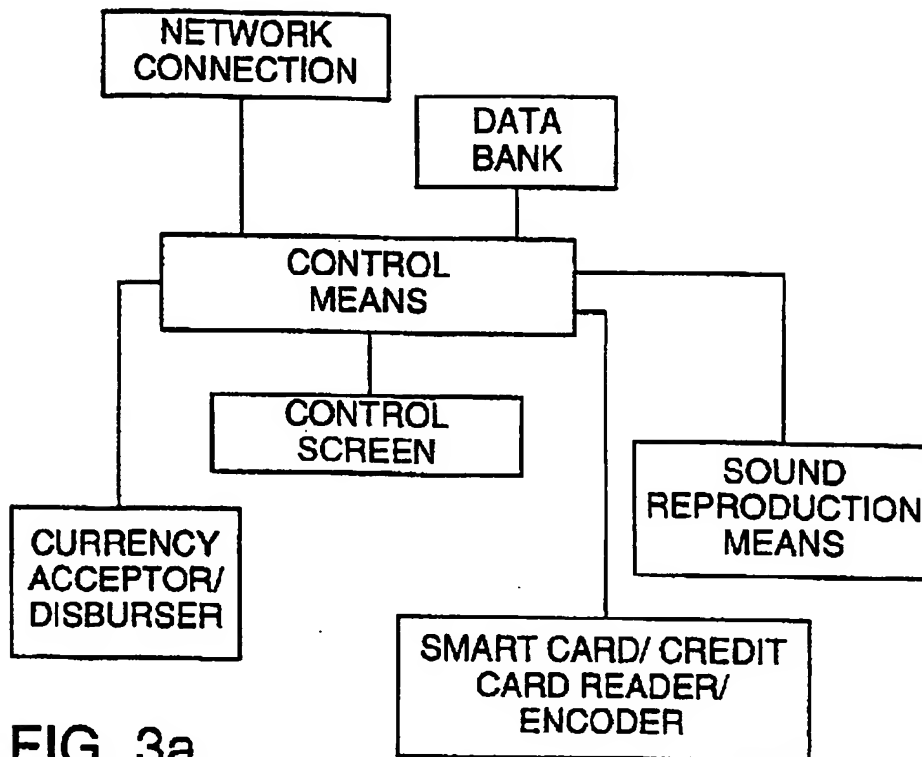 NETWORK
CONNECTION
DATA
BANK
CONTROL
MEANS
CONTROL
SCREEN
SOUND
REPRODUCTION
MEANS
CURRENCY
ACCEPTOR/
DISBURSER
SMART CARD/ CREDIT
CARD READER/
ENCODER
FIG. 3a